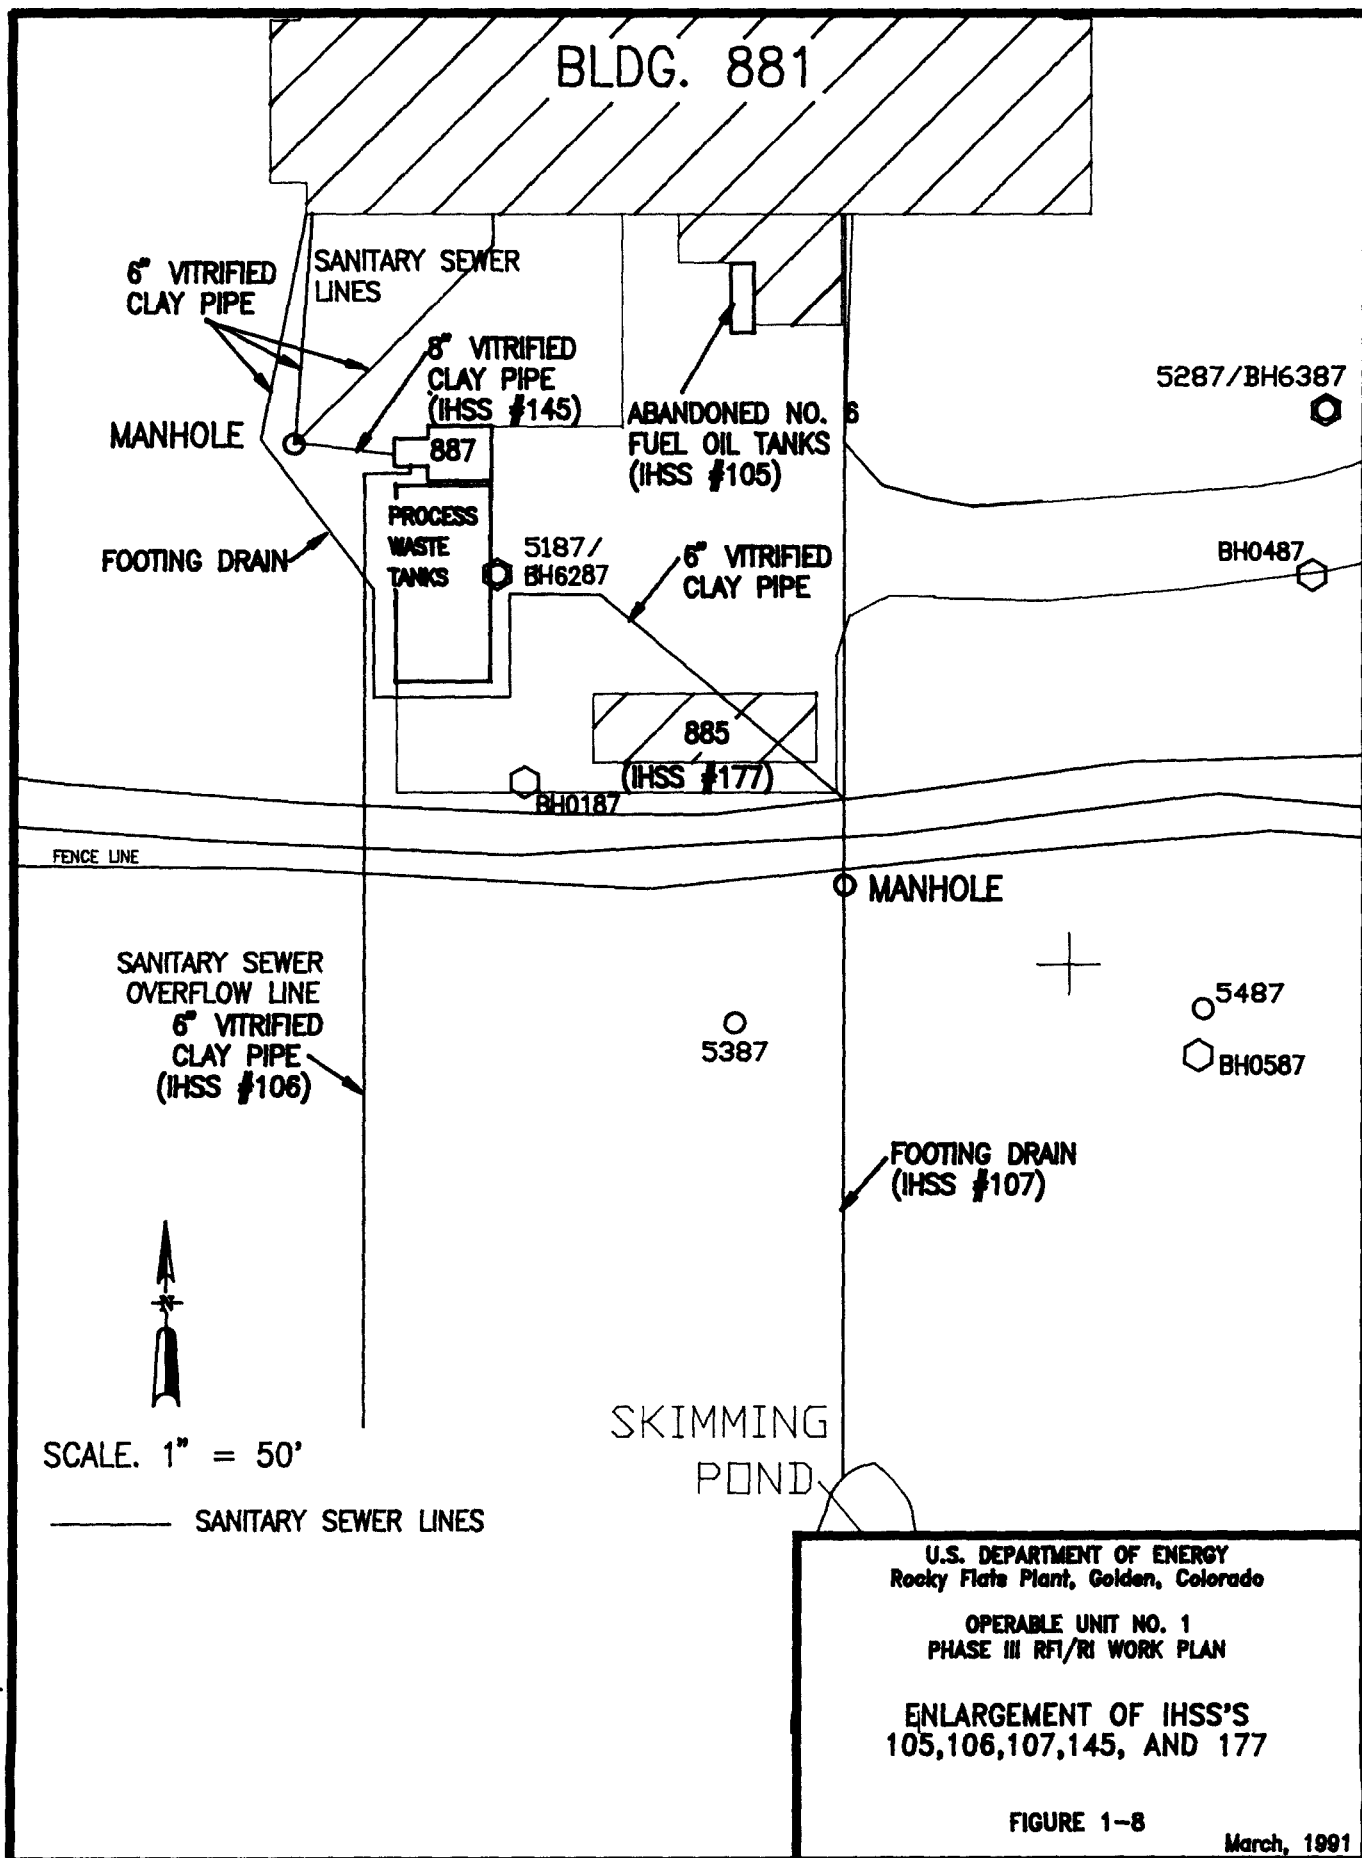 BLDG. 881
6" VITRIFIED
CLAY PIPE
SANITARY SEWER
LINES
8" VITRIFIED
CLAY PIPE
(IHSS #145)
MANHOLE
887
ABANDONED NO. 6
FUEL OIL TANKS
(IHSS #105)
5287/BH6387
PROCESS
WASTE
TANKS
FOOTING DRAIN
5187/
BH6287
6" VITRIFIED
CLAY PIPE
BH0487
885
(IHSS #177)
BH0187
FENCE LINE
MANHOLE
SANITARY SEWER
OVERFLOW LINE
6" VITRIFIED
CLAY PIPE
(IHSS #106)
5387
5487
BH0587
FOOTING DRAIN
(IHSS #107)
N
SCALE. 1" = 50'
SKIMMING
POND
SANITARY SEWER LINES
U.S. DEPARTMENT OF ENERGY
Rocky Flats Plant, Golden, Colorado
OPERABLE UNIT NO. 1
PHASE III RFI/RI WORK PLAN
ENLARGEMENT OF IHSS'S
105,106,107,145, AND 177
FIGURE 1-8
March, 1991